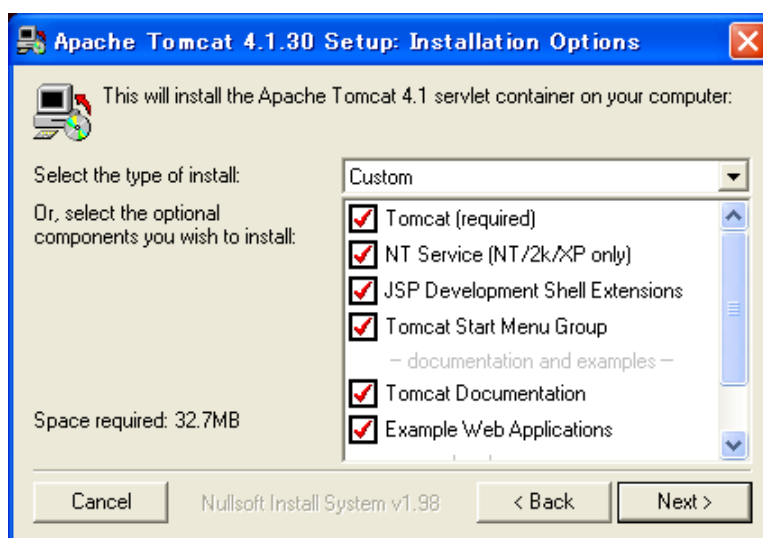 Apache Tomcat 4.1.30 Setup: Installation Options
This will install the Apache Tomcat 4.1 servlet container on your computer:
Select the type of install:
Custom
Or, select the optional
components you wish to install:
Tomcat (required)
NT Service (NT/2k/XP only)
JSP Development Shell Extensions
Tomcat Start Menu Group
— documentation and examples —
Tomcat Documentation
Example Web Applications
Space required: 32.7MB
Cancel
Nullsoft Install System v1.98
< Back
Next >